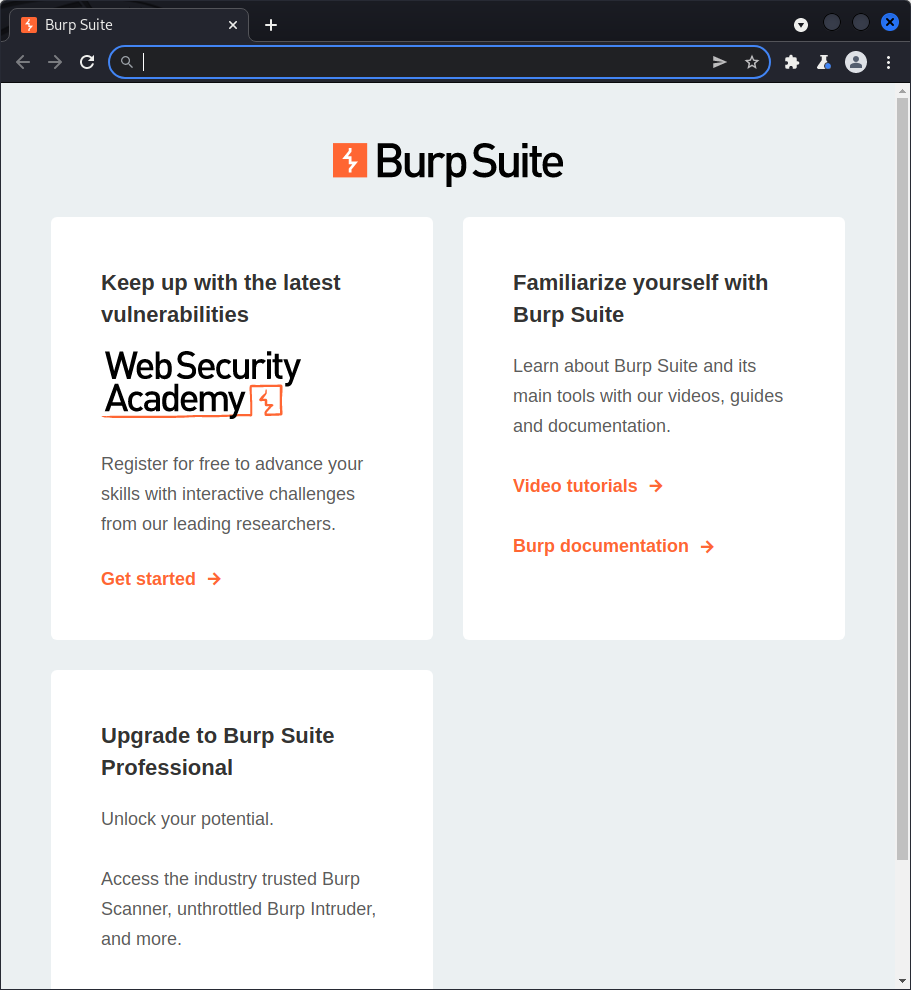 Burp Suite
Burp Suite
Keep up with the latest
vulnerabilities
Web Security
Academy
Register for free to advance your
skills with interactive challenges
from our leading researchers.
Get started
Familiarize yourself with
Burp Suite
Learn about Burp Suite and its
main tools with our videos, guides
and documentation.
Video tutorials
Burp documentation
Upgrade to Burp Suite
Professional
Unlock your potential.
Access the industry trusted Burp
Scanner, unthrottled Burp Intruder,
and more.